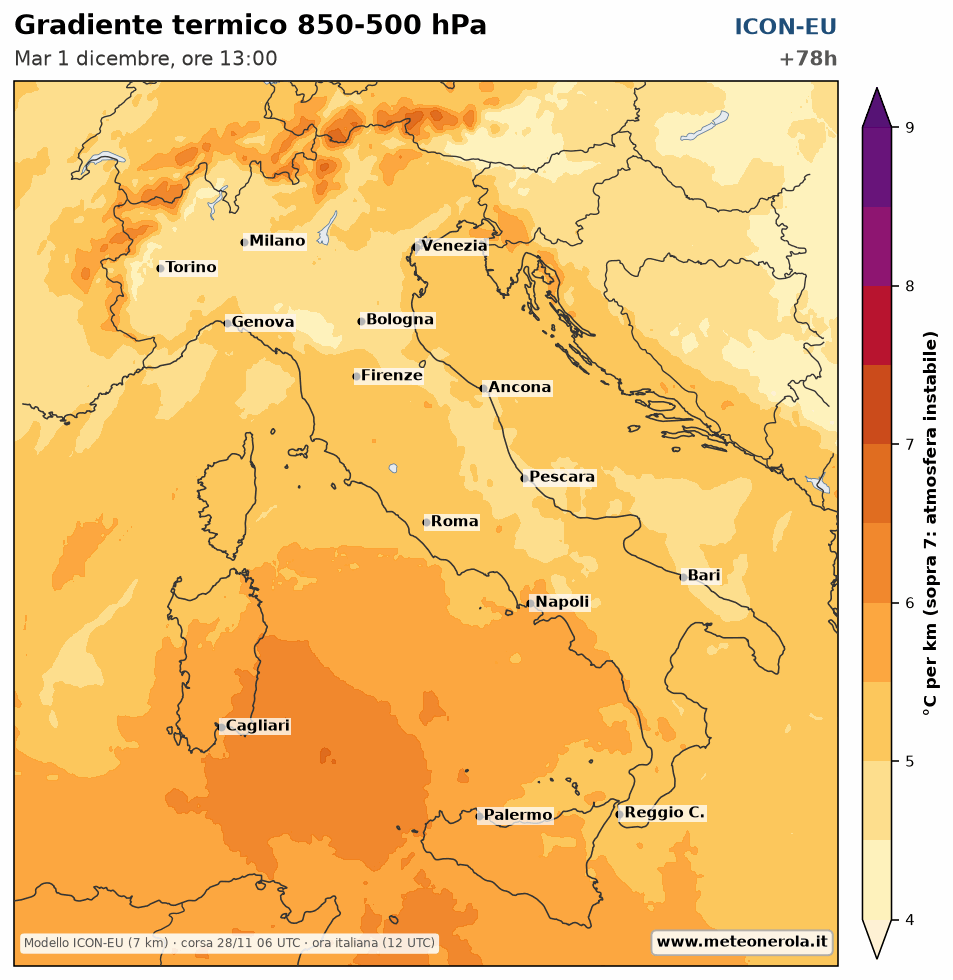 Gradiente termico 850-500 hPa
ICON-EU
Mar 1 dicembre, ore 13:00
+78h
9
8
7
6
5
4
°C per km (sopra 7: atmosfera instabile)
Milano
Venezia
Torino
Genova
Bologna
Firenze
Ancona
Pescara
Roma
Bari
Napoli
Cagliari
Palermo
Reggio C.
Modello ICON-EU (7 km) · corsa 28/11 06 UTC · ora italiana (12 UTC)
www.meteonerola.it